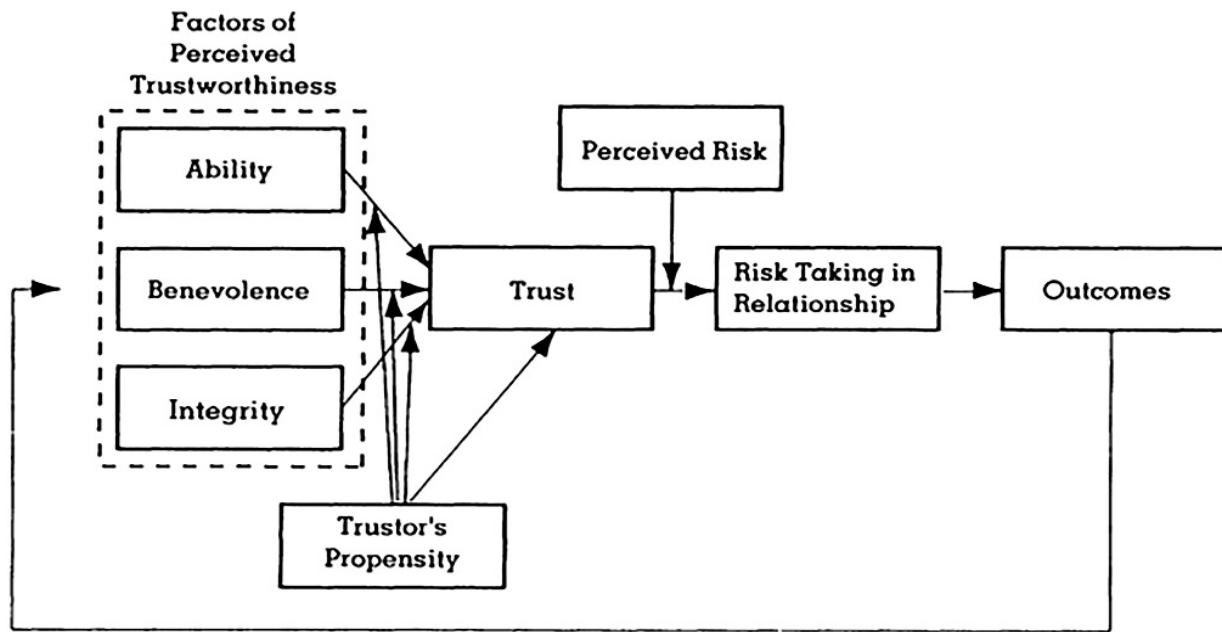 Factors of
Perceived
Trustworthiness
Ability
Benevolence
Integrity
Trustor's
Propensity
Trust
Perceived Risk
Risk Taking in
Relationship
Outcomes